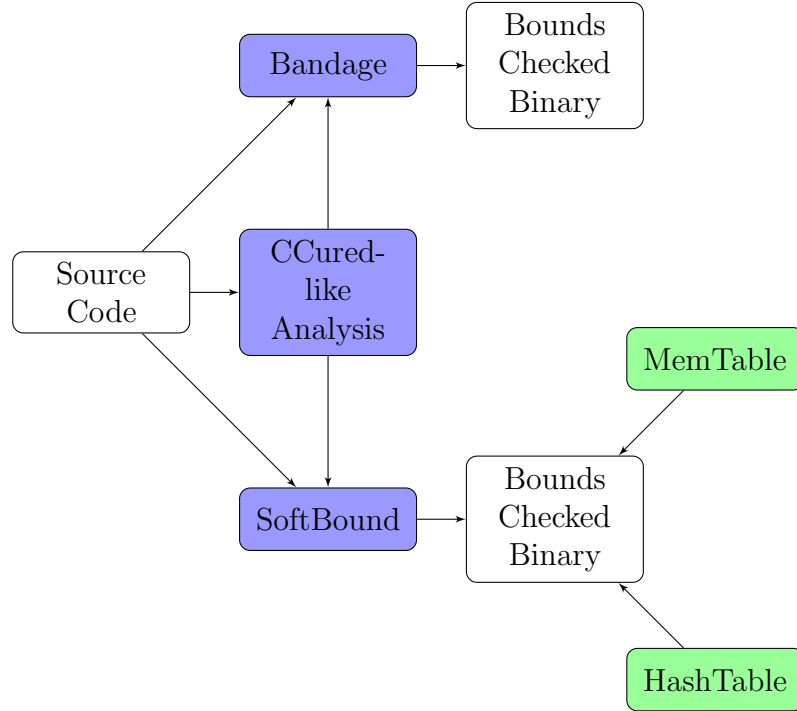 Bounds
Checked
Binary
Bandage
CCured-
like
Analysis
Source
Code
MemTable
Bounds
Checked
Binary
SoftBound
HashTable